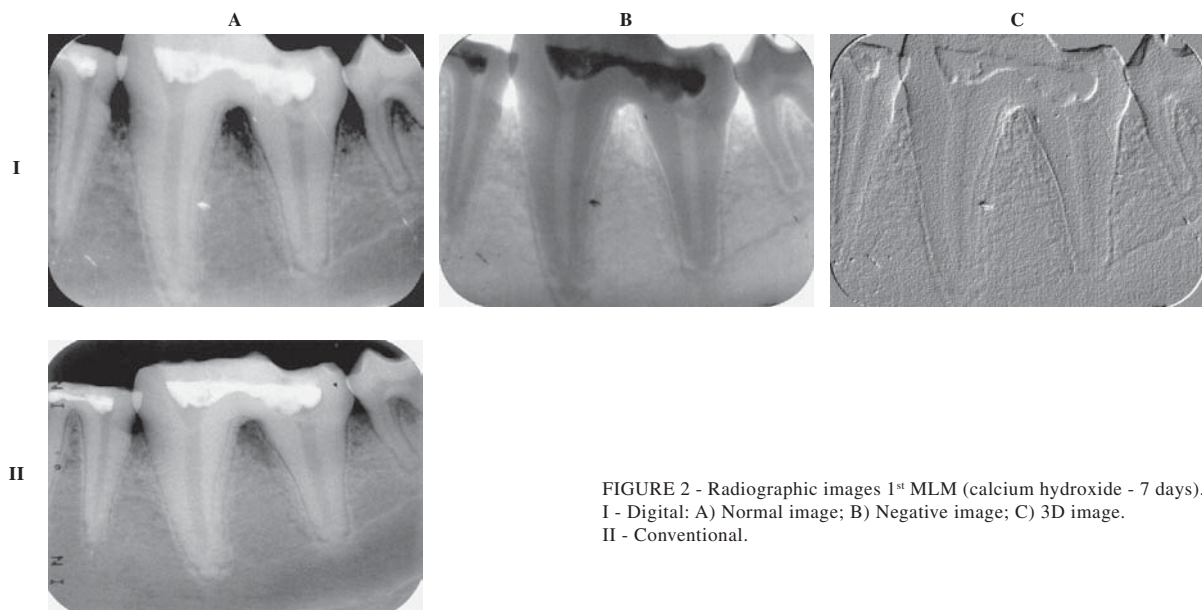 A B C
I
II
FIGURE 2 - Radiographic images 1st MLM (calcium hydroxide - 7 days).
I - Digital: A) Normal image; B) Negative image; C) 3D image.
II - Conventional.